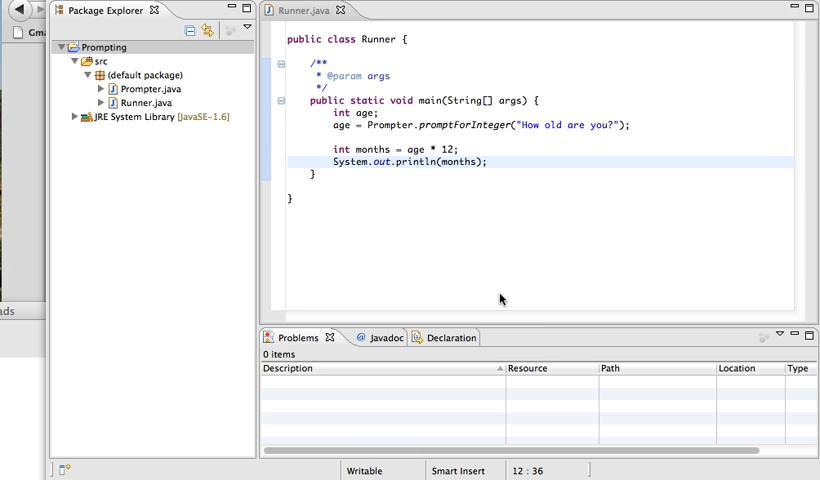 Package Explorer
Runner.java
Gma
Prompting
src
(default package)
Prompter.java
Runner.java
JRE System Library [JavaSE-1.6]
public class Runner {
/**
* @param args
*/
public static void main(String[] args) {
int age;
age = Prompter.promptForInteger("How old are you?");
int months = age * 12;
System.out.println(months);
}
}
ads
Problems
@ Javadoc
Declaration
0 items
Description
Resource
Path
Location
Type
Writable
Smart Insert
12 : 36